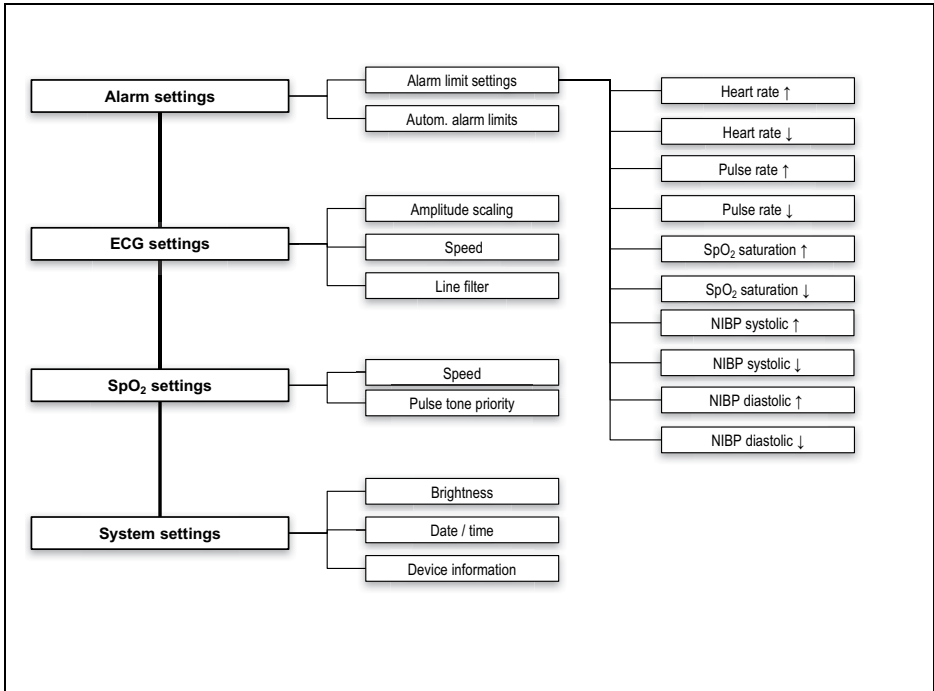 Alarm settings
Alarm limit settings
Autom. alarm limits
Heart rate ↑
Heart rate ↓
Pulse rate ↑
Pulse rate ↓
SpO₂ saturation ↑
SpO₂ saturation ↓
NIBP systolic ↑
NIBP systolic ↓
NIBP diastolic ↑
NIBP diastolic ↓
ECG settings
Amplitude scaling
Speed
Line filter
SpO₂ settings
Speed
Pulse tone priority
System settings
Brightness
Date / time
Device information